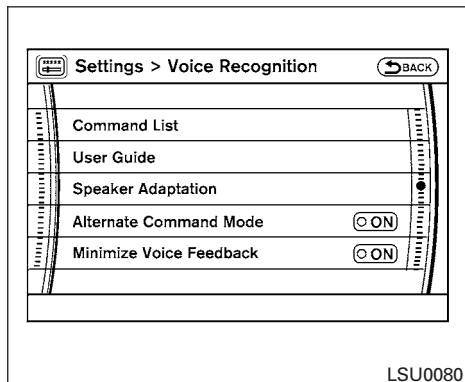 Settings > Voice Recognition
BACK
Command List
User Guide
Speaker Adaptation
Alternate Command Mode ON
Minimize Voice Feedback ON
LSU0080